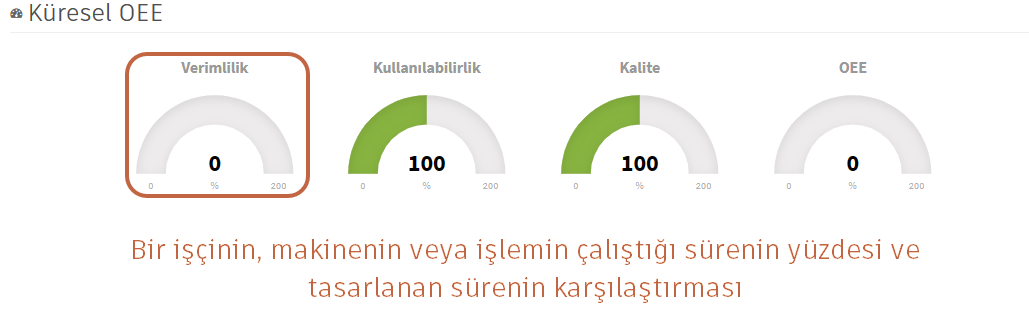 Küresel OEE
Verimlilik Kullanılabilirlik Kalite OEE
0 100 100 0
0 % 200 0 % 200 0 % 200 0 % 200
Bir işçinin, makinenin veya işlemin çalıştığı sürenin yüzdesi ve
tasarlanan sürenin karşılaştırması